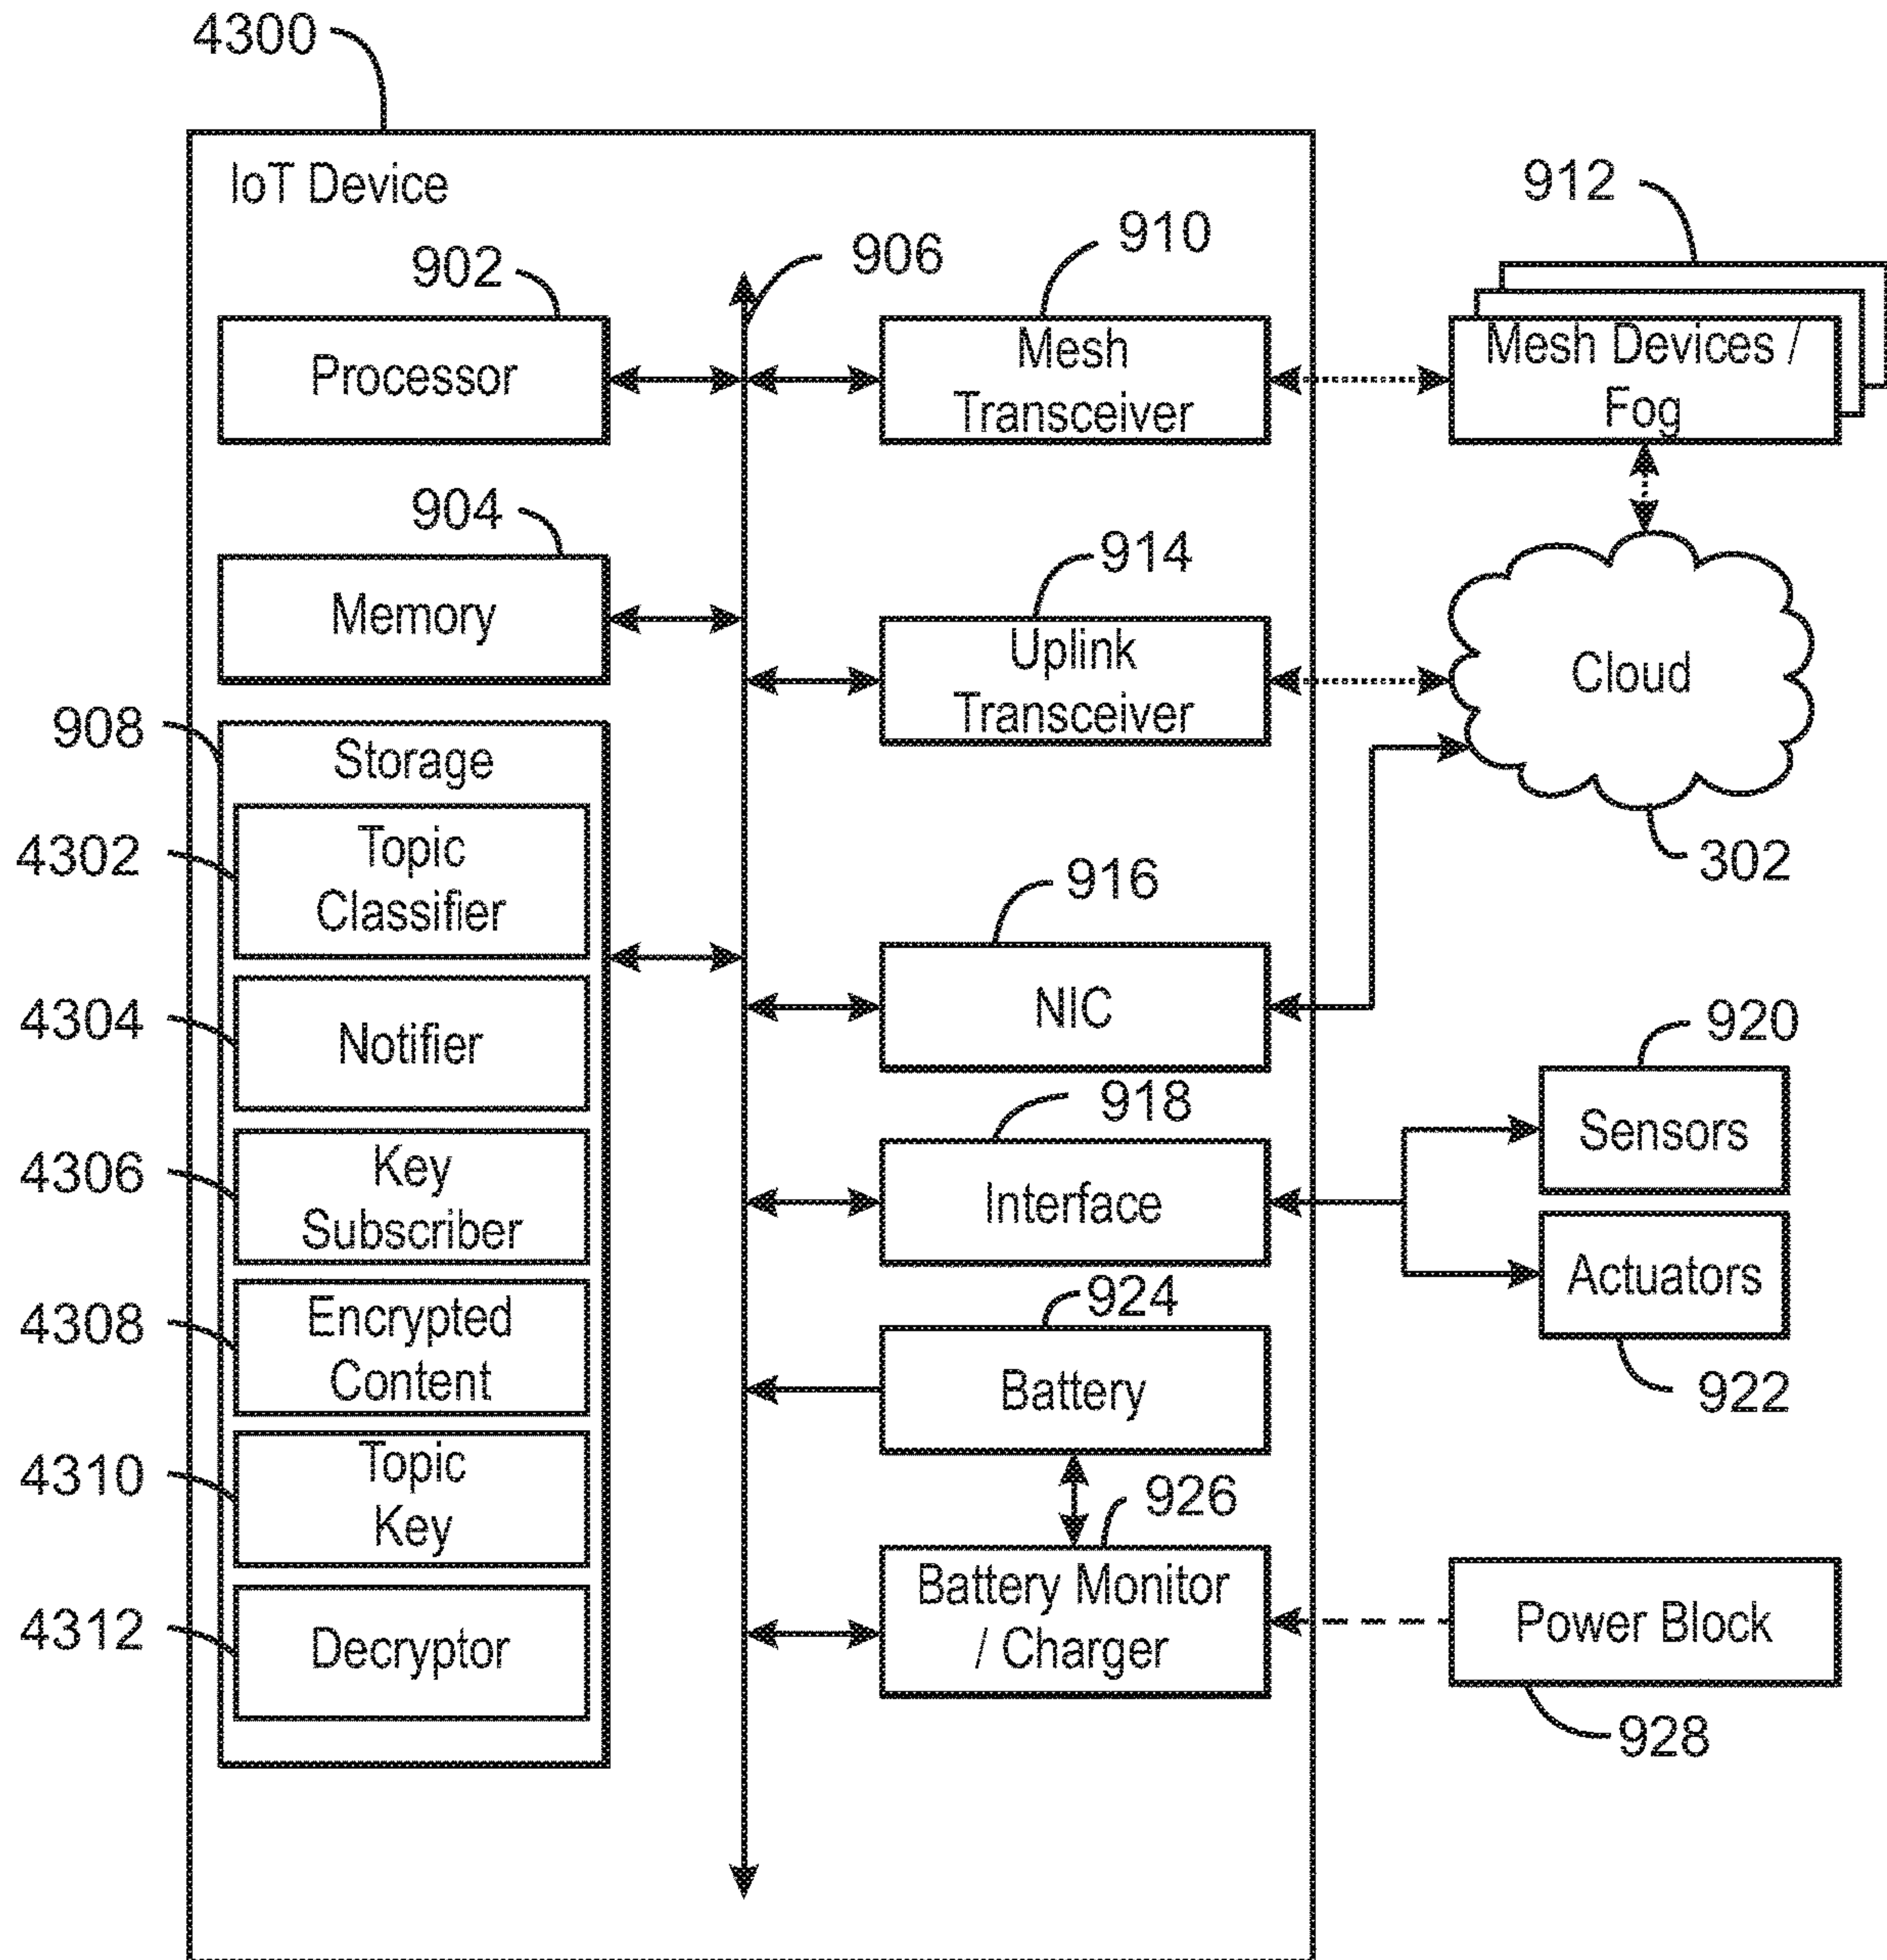 4300
IoT Device
912
910
906
902
Processor
Mesh
Transceiver
Mesh Devices /
Fog
904
Memory
914
Uplink
Transceiver
Cloud
302
908
Storage
4302
Topic
Classifier
916
NIC
4304
Notifier
920
Sensors
918
Interface
4306
Key
Subscriber
Actuators
922
4308
Encrypted
Content
924
Battery
4310
Topic
Key
926
Battery Monitor
/ Charger
Power Block
928
4312
Decryptor